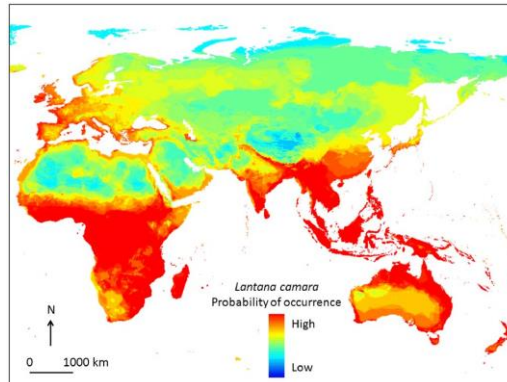 Lantana camara
Probability of occurrence
High
Low
N
0 1000 km